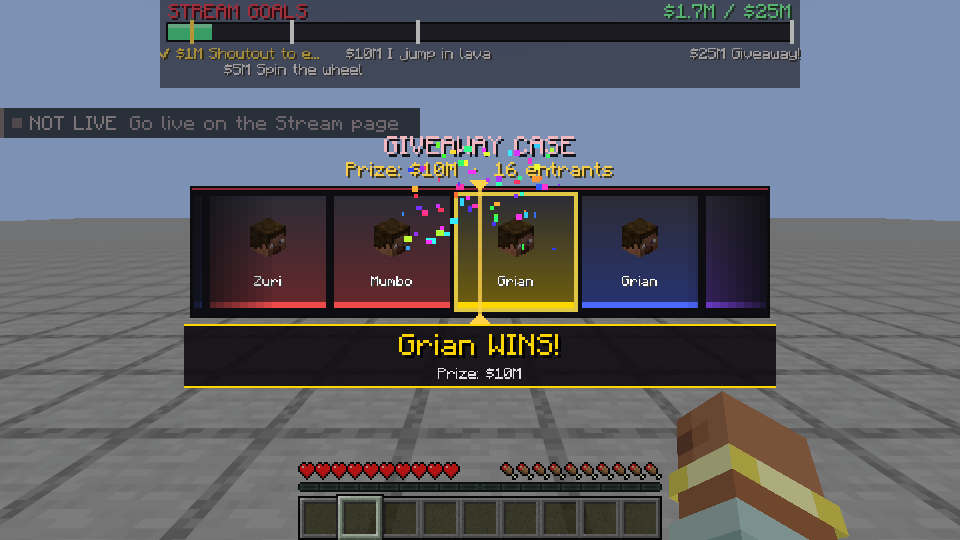 STREAM GOALS $1.7M / $25M
✓ $1M Shoutout to e... $10M I jump in lava $25M Giveaway!
$5M Spin the wheel
NOT LIVE Go live on the Stream page
GIVEAWAY CASE
Prize: $10M · 16 entrants
Zuri Mumbo Grian Grian
Grian WINS!
Prize: $10M